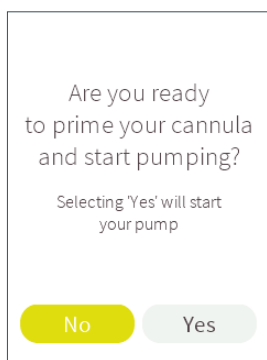 Are you ready
to prime your cannula
and start pumping?
Selecting 'Yes' will start
your pump
No
Yes